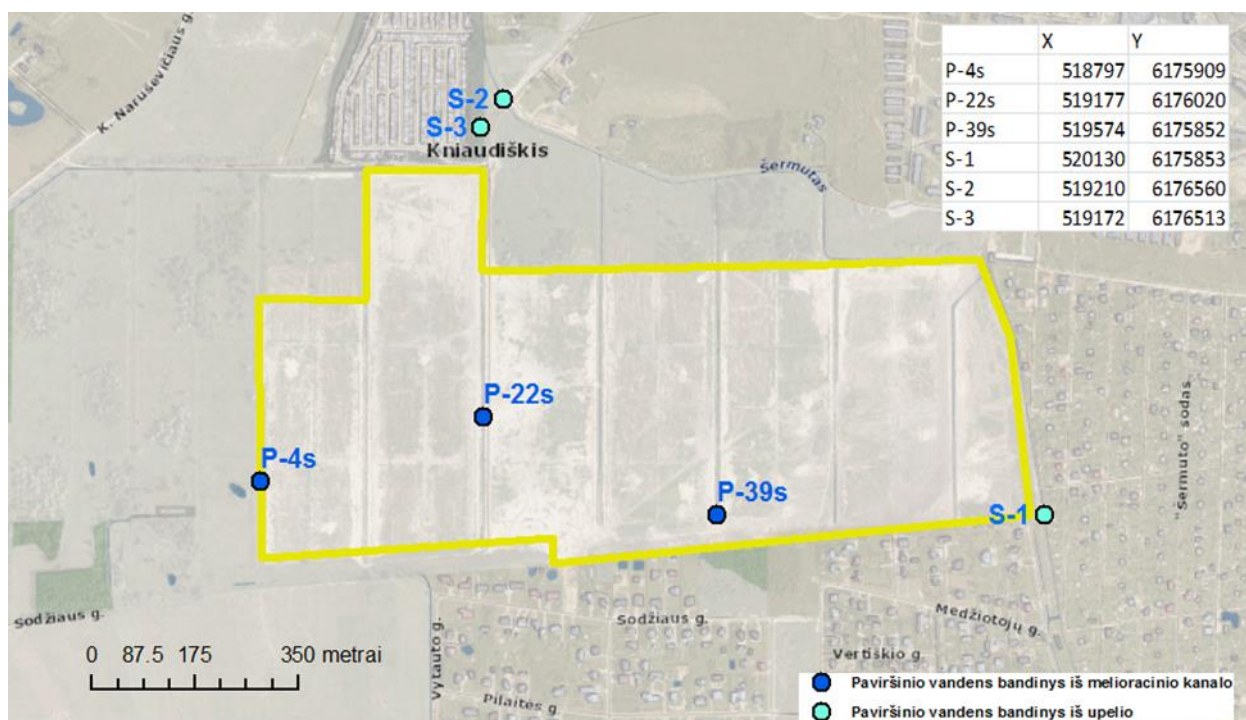 K. Naruševičiaus g.
S-2
S-3
Kniaudiškis
Šermutas
X Y
P-4s 518797 6175909
P-22s 519177 6176020
P-39s 519574 6175852
S-1 520130 6175853
S-2 519210 6176560
S-3 519172 6176513
P-22s
P-4s
P-39s
S-1
"Šermuto" sodas
Sodžiaus g.
Sodžiaus g.
Medžiotojų g.
Vytauto g.
Vertiškio g.
Pilaitės g.
0 87.5 175 350 metrai
Paviršinio vandens bandinys iš melioracinio kanalo
Paviršinio vandens bandinys iš upelio